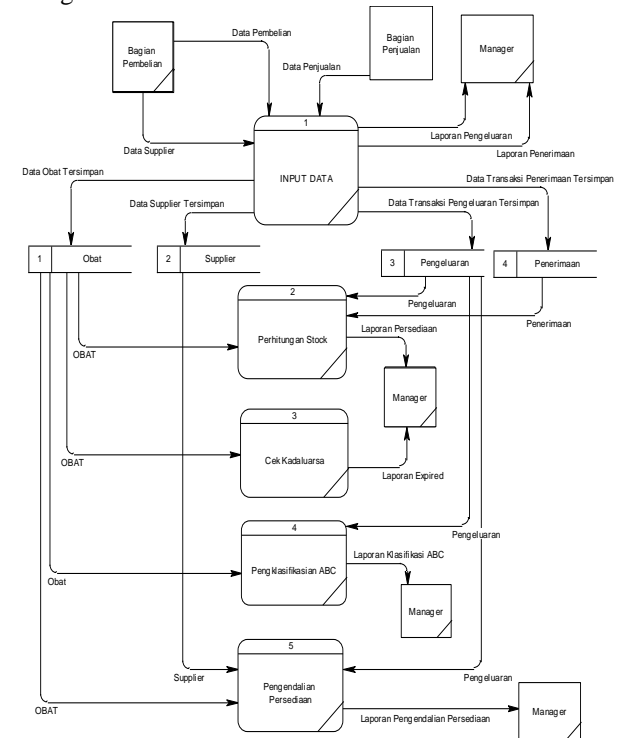 Data Pembelian
Bagian
Pembelian
Bagian
Penjualan
Manager
Data Penjualan
1
Laporan Pengeluaran
Data Supplier
Laporan Penerimaan
INPUT DATA
Data Obat Tersimpan
Data Transaksi Penerimaan Tersimpan
Data Supplier Tersimpan
Data Transaksi Pengeluaran Tersimpan
1 Obat
2 Supplier
3 Pengeluaran
4 Penerimaan
2
Pengeluaran
Penerimaan
Laporan Persediaan
Perhitungan Stock
OBAT
Manager
3
Cek Kadaluarsa
OBAT
Laporan Expired
4
Pengeluaran
Laporan Klasifikasi ABC
Pengklasifikasian ABC
Obat
Manager
5
Supplier
Pengeluaran
Pengendalian
Persediaan
OBAT
Laporan Pengendalian Persediaan
Manager